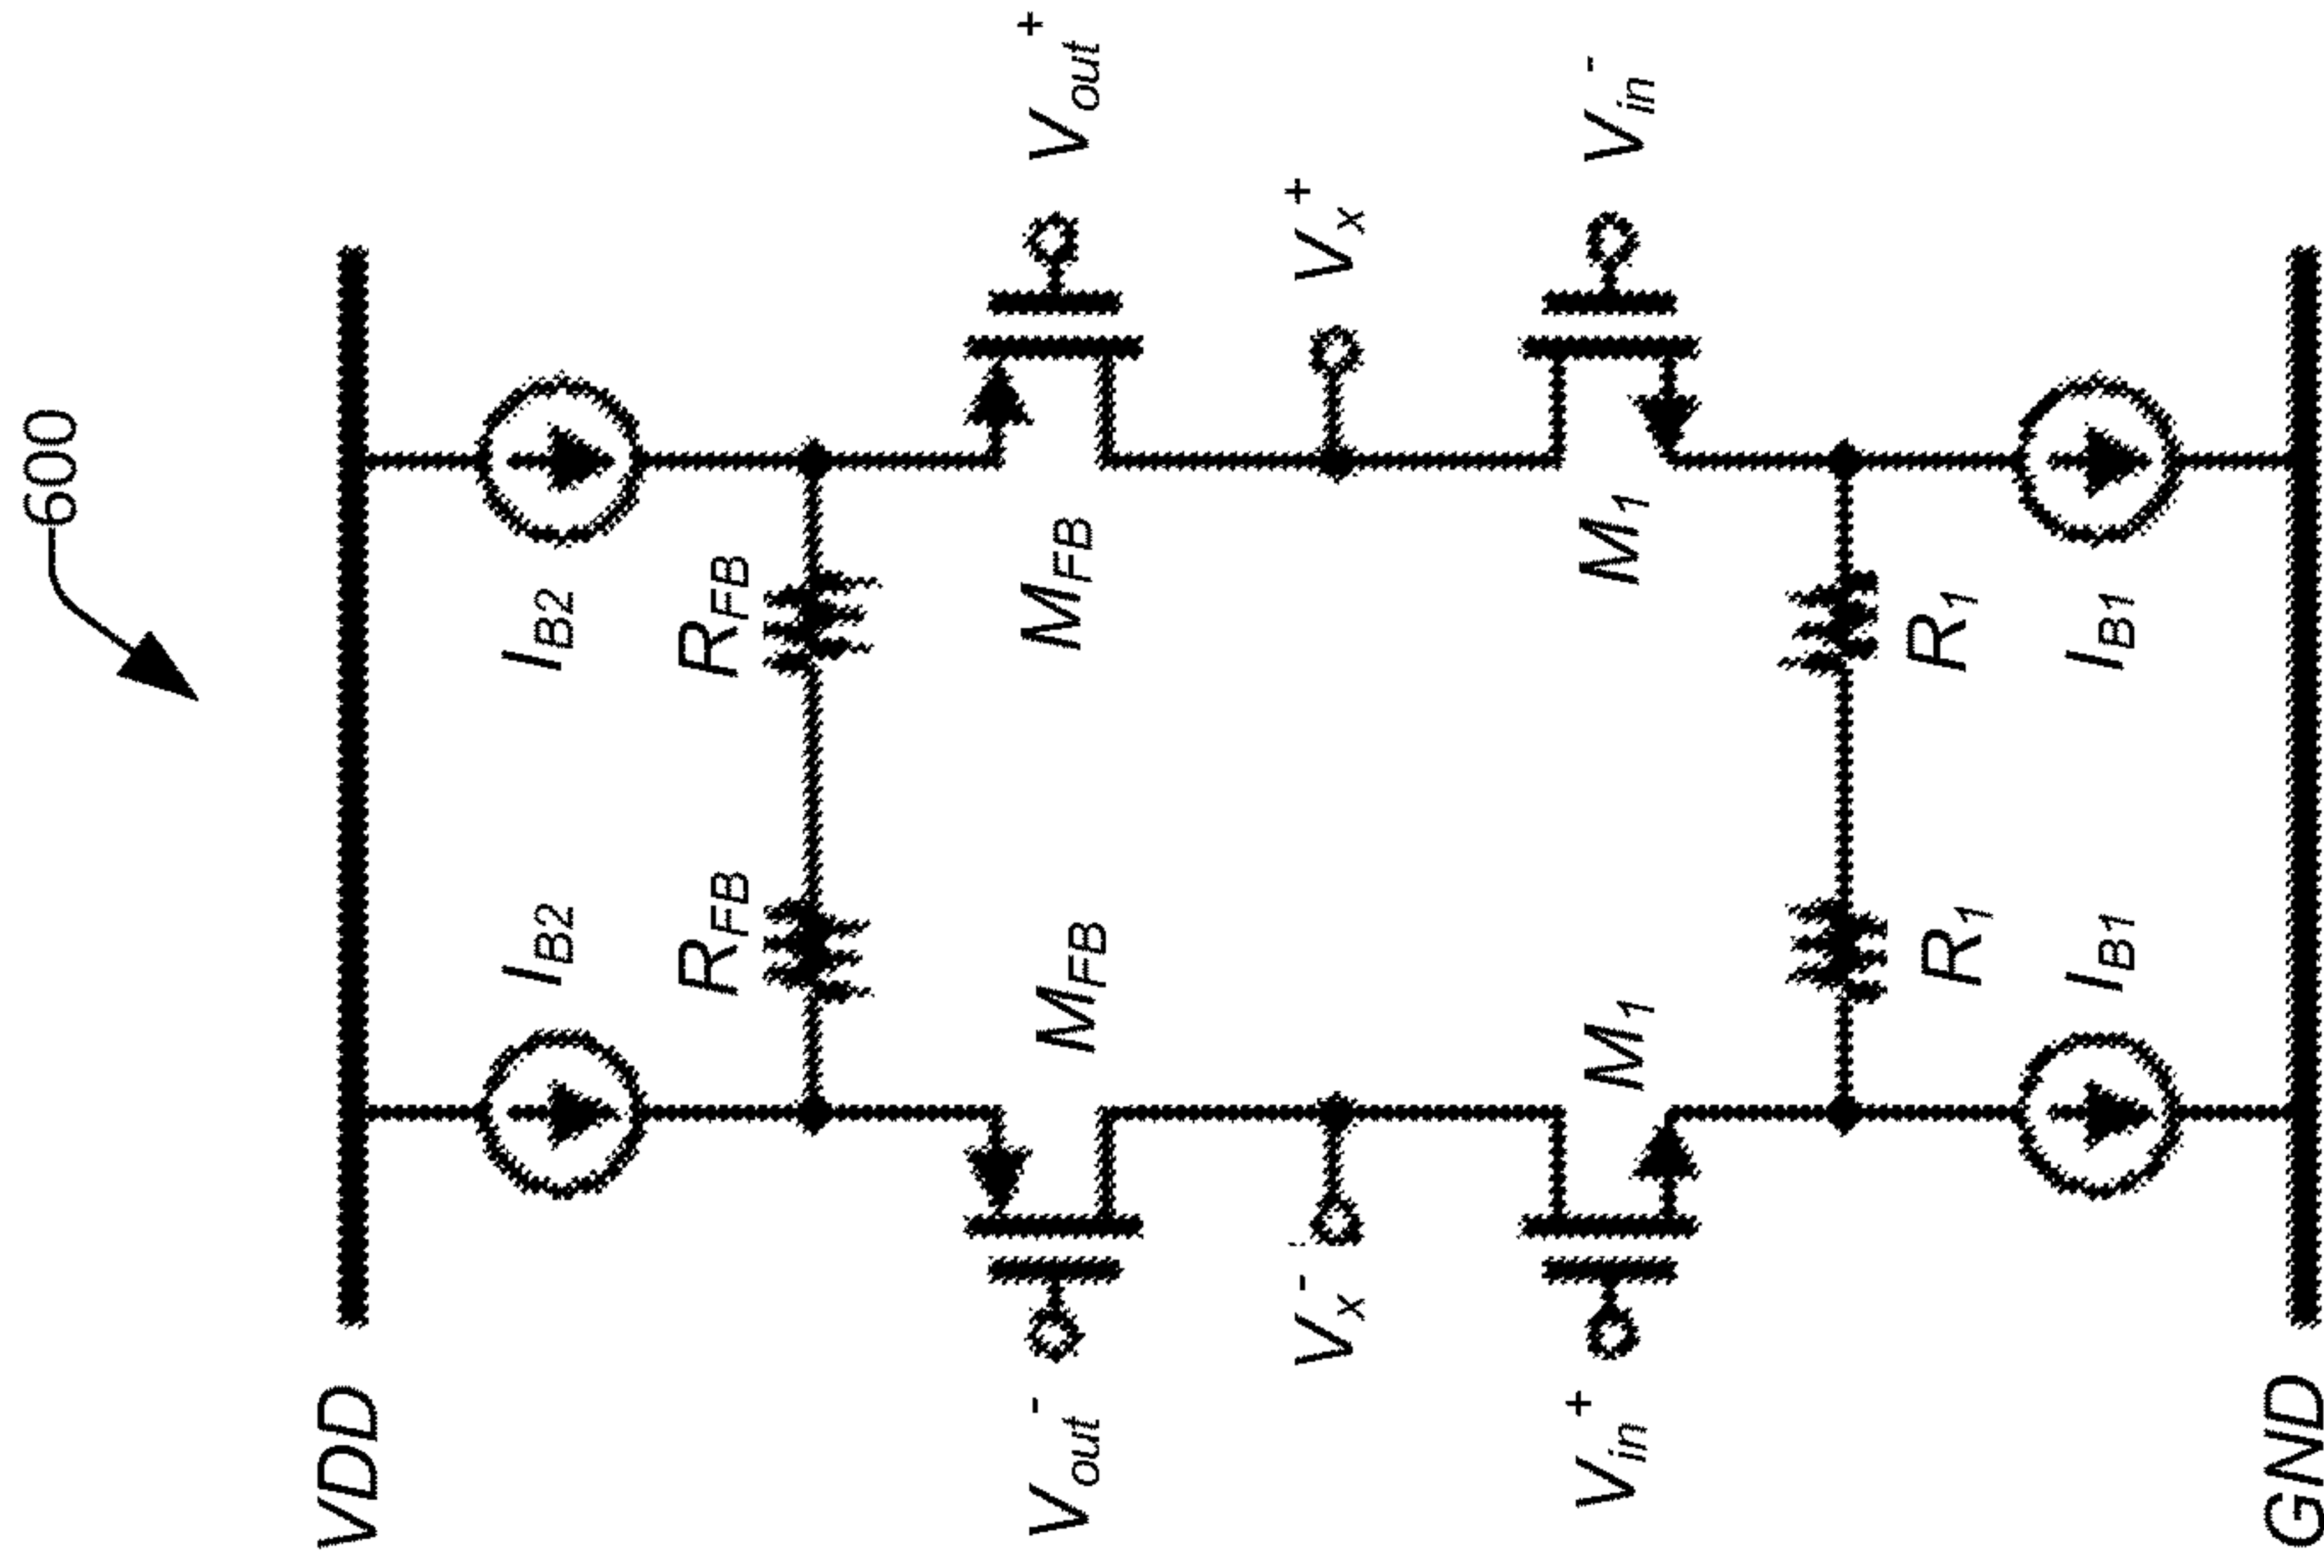 600
VDD
I_B2 I_B2
R_FB R_FB
V_out^- M_FB M_FB V_out^+
V_x^- V_x^+
V_in^+ M_1 M_1 V_in^-
R_1 R_1
I_B1 I_B1
GND